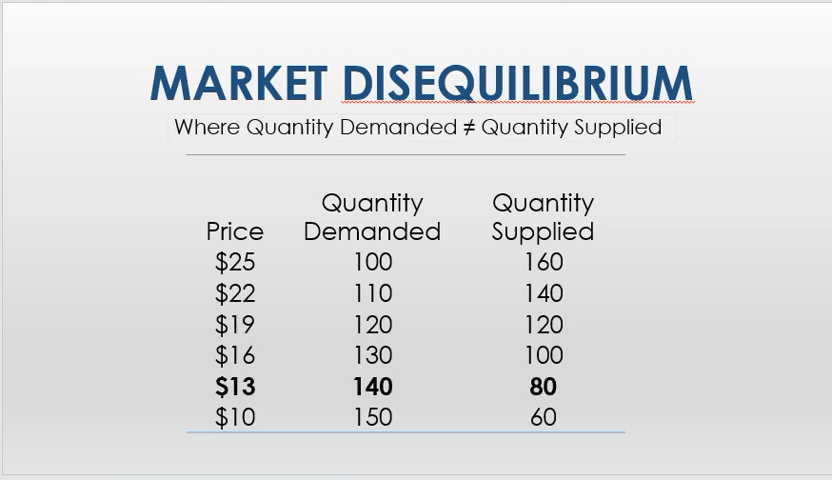 MARKET DISEQUILIBRIUM
Where Quantity Demanded ≠ Quantity Supplied
Quantity Quantity
Price Demanded Supplied
$25 100 160
$22 110 140
$19 120 120
$16 130 100
$13 140 80
$10 150 60